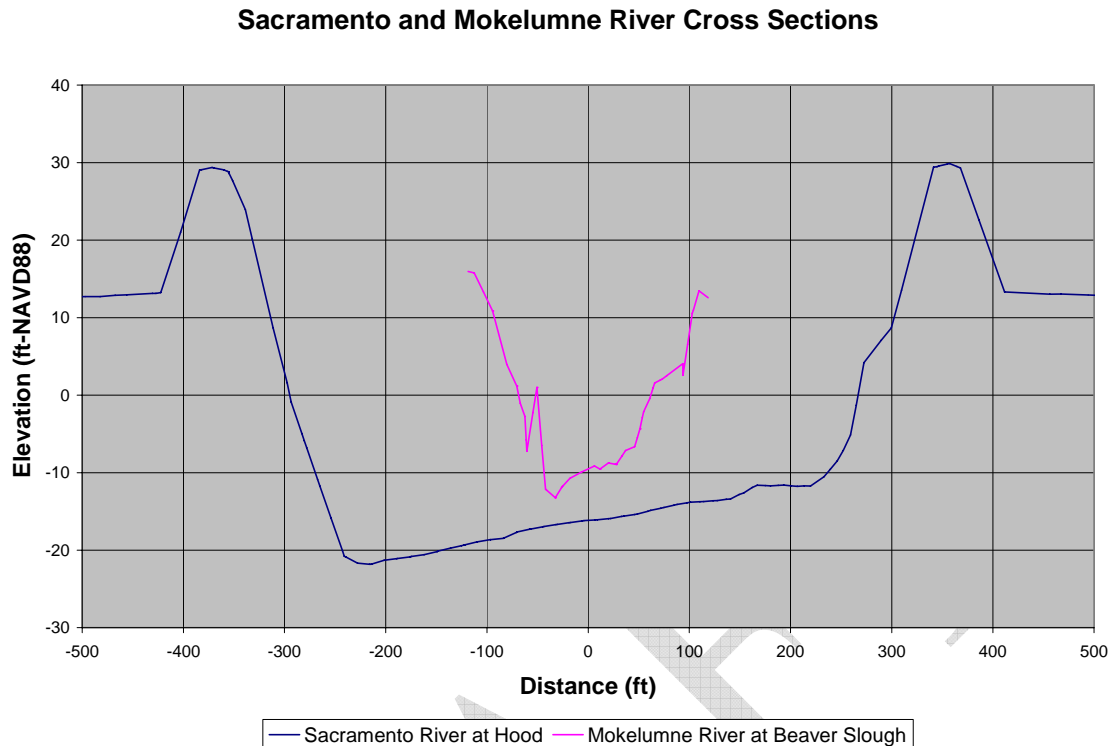 Sacramento and Mokelumne River Cross Sections
40
30
20
10
0
-10
-20
-30
Elevation (ft-NAVD88)
-500 -400 -300 -200 -100 0 100 200 300 400 500
Distance (ft)
Sacramento River at Hood Mokelumne River at Beaver Slough